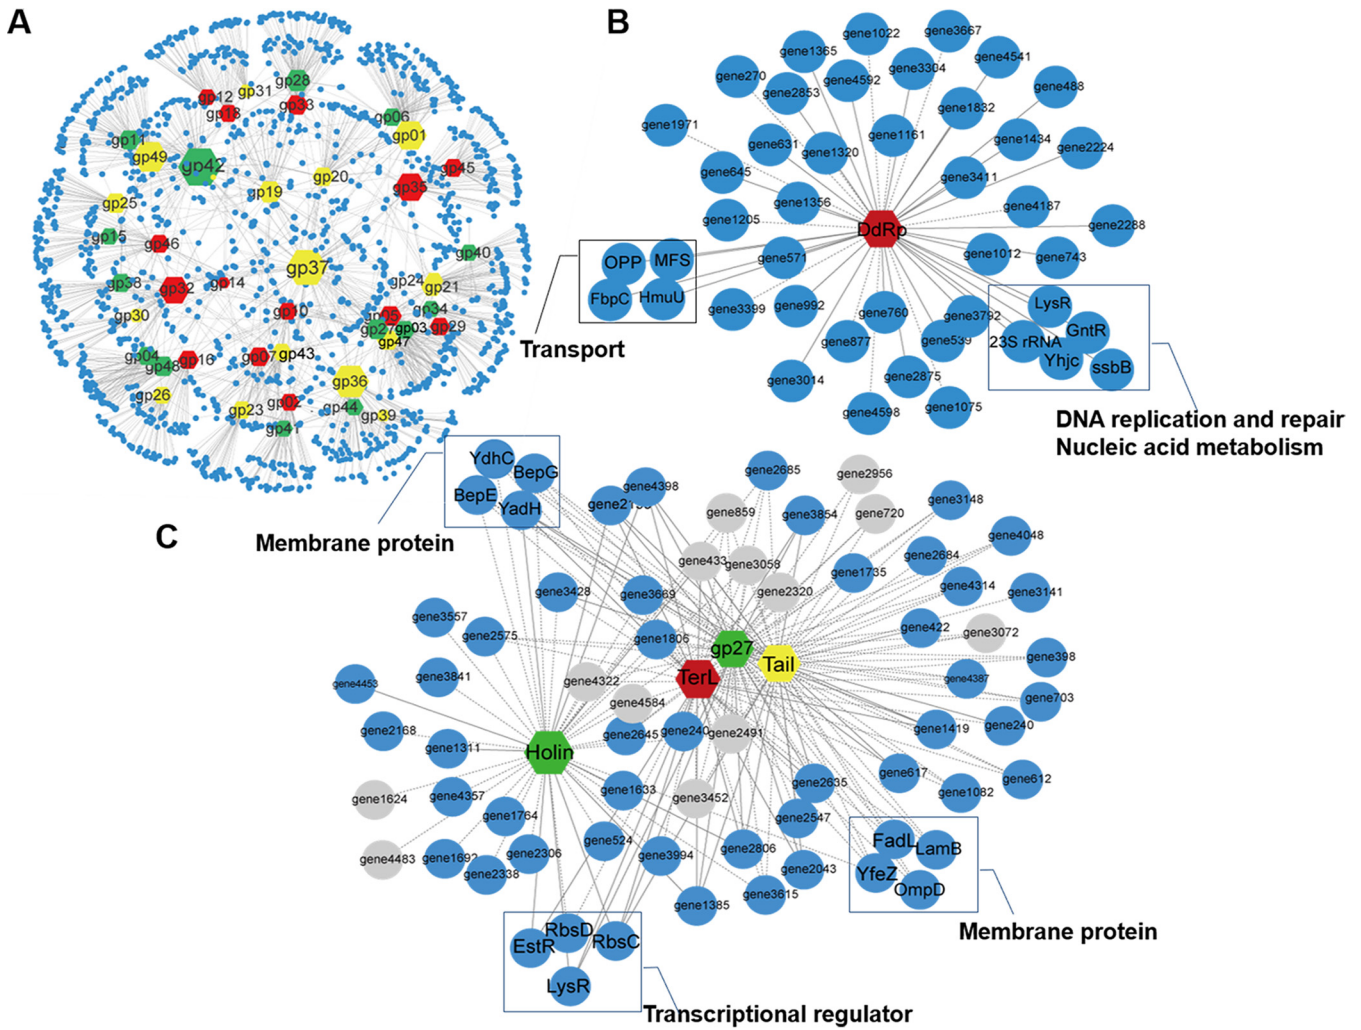 A
gp28
gp31
gp12
gp33
gp18
gp06
gp01
gp11
gp49
gp42
gp45
gp35
gp20
gp19
gp25
gp15
gp46
gp40
gp37
gp38
gp32
gp14
gp24
gp21
gp30
gp10
gp34
gp05
gp27
gp03
gp29
gp47
gp04
gp48
gp16
gp07
gp43
gp36
gp26
gp02
gp44
gp23
gp39
gp41
B
gene1022
gene3667
gene1365
gene4541
gene270
gene4592
gene3304
gene2853
gene488
gene1832
gene1971
gene1161
gene631
gene1320
gene1434
gene2224
gene645
gene3411
gene1356
gene4187
gene1205
DdRp
gene2288
OPP
MFS
gene571
gene1012
gene743
FbpC
HmuU
gene3399
gene992
gene760
gene3792
LysR
gene877
gene539
23S rRNA
GntR
Yhjc
ssbB
gene3014
gene2875
gene4598
gene1075
Transport
DNA replication and repair
Nucleic acid metabolism
C
YdhC
BepG
BepE
YadH
Membrane protein
gene4398
gene2685
gene2956
gene859
gene3854
gene720
gene3148
gene4048
gene433
gene3058
gene2684
gene1735
gene2320
gene4314
gene3141
gene3428
gene3669
gene3557
gene2575
gene1806
gene422
gene3072
gp27
Tail
TerL
gene398
gene4453
gene3841
gene4322
gene4387
gene4584
gene703
gene2168
gene1311
Holin
gene2645
gene240
gene2491
gene1419
gene240
gene1624
gene4357
gene1633
gene3452
gene2635
gene617
gene612
gene1082
gene1764
gene2547
gene4483
gene1692
gene2306
gene2338
gene524
gene3994
gene2806
gene2043
FadL
LamB
YfeZ
OmpD
gene1385
gene3615
Membrane protein
RbsD
EstR
RbsC
LysR
Transcriptional regulator